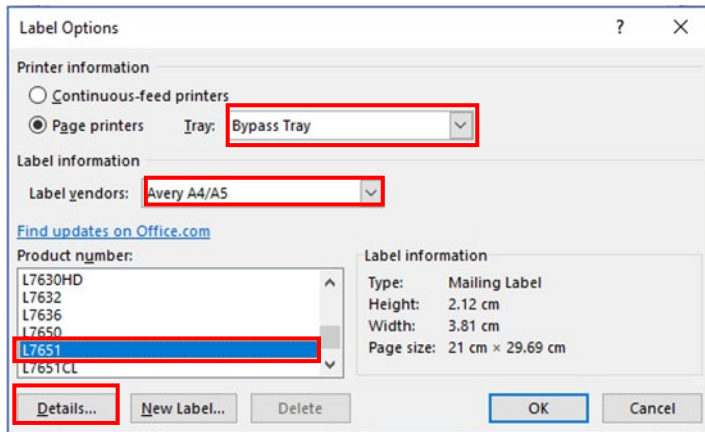 Label Options ?
Printer information
Continuous-feed printers
Page printers Tray: Bypass Tray
Label information
Label vendors: Avery A4/A5
Find updates on Office.com
Product number:
L7630HD
L7632
L7636
L7650
L7651
L7651CL
Label information
Type: Mailing Label
Height: 2.12 cm
Width: 3.81 cm
Page size: 21 cm × 29.69 cm
Details... New Label... Delete OK Cancel